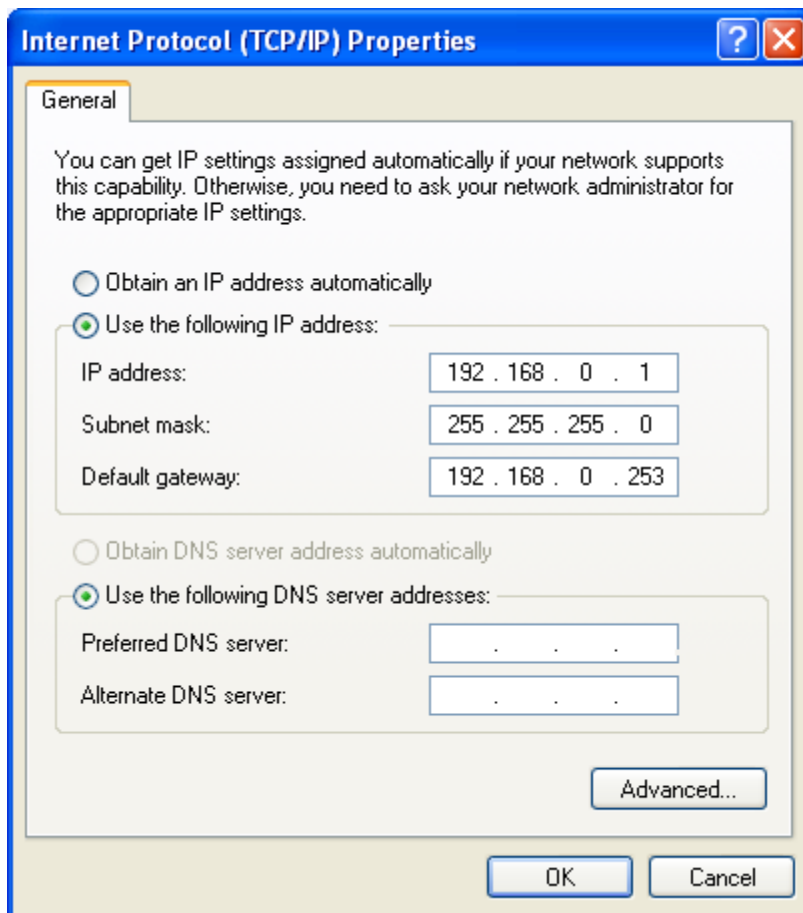 Internet Protocol (TCP/IP) Properties
General
You can get IP settings assigned automatically if your network supports
this capability. Otherwise, you need to ask your network administrator for
the appropriate IP settings.
Obtain an IP address automatically
Use the following IP address:
IP address: 192 . 168 . 0 . 1
Subnet mask: 255 . 255 . 255 . 0
Default gateway: 192 . 168 . 0 . 253
Obtain DNS server address automatically
Use the following DNS server addresses:
Preferred DNS server: . . .
Alternate DNS server: . . .
Advanced...
OK Cancel